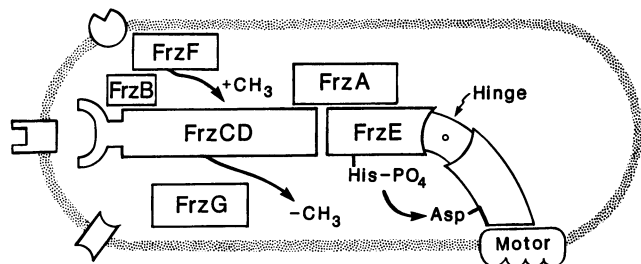 FrzF
+CH3
FrzB
FrzA
Hinge
FrzCD
FrzE
His-PO4
FrzG
-CH3
Asp
Motor